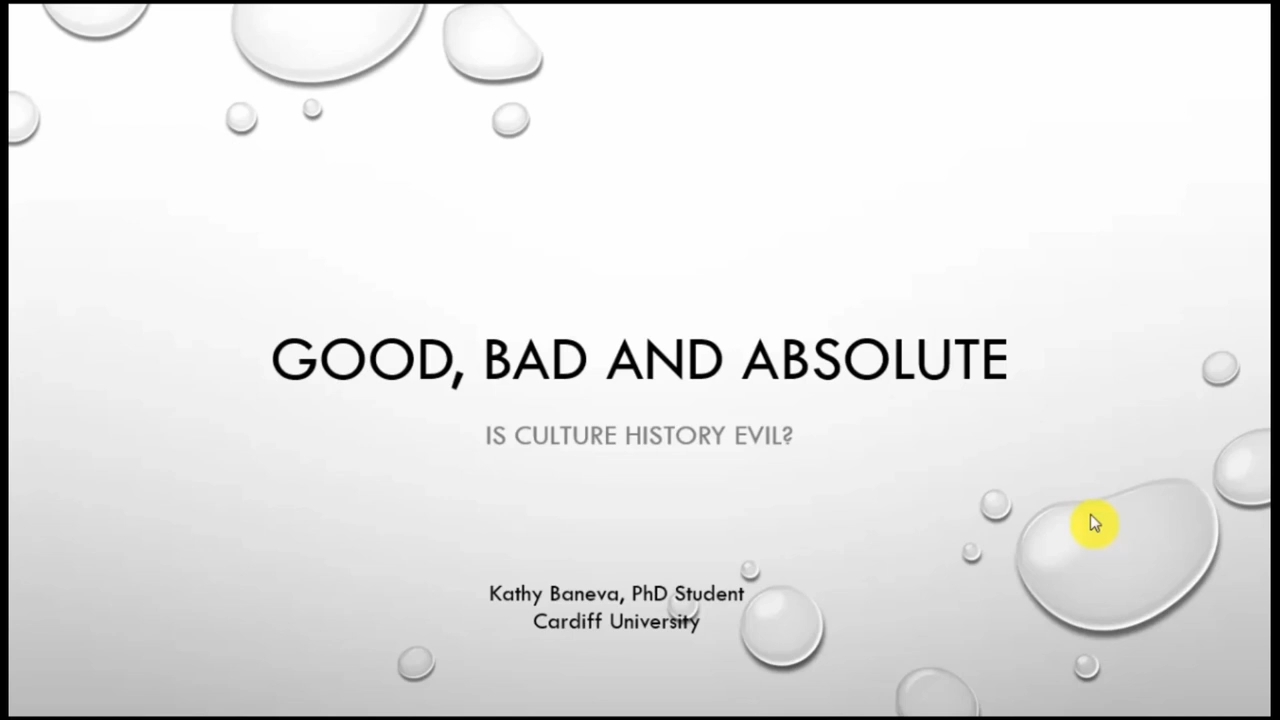 GOOD, BAD AND ABSOLUTE
IS CULTURE HISTORY EVIL?
Kathy Baneva, PhD Student
Cardiff University